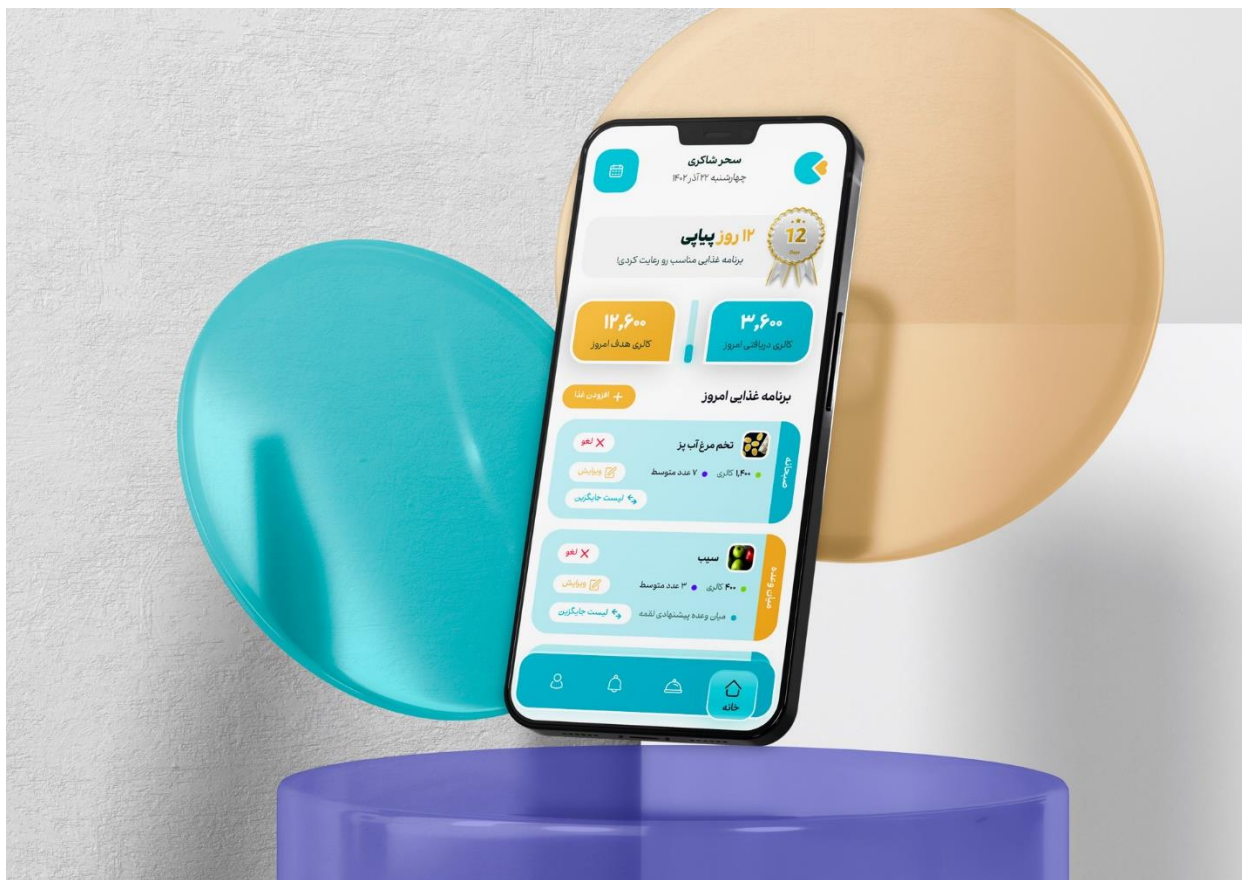 سحر شاکری
چهارشنبه ۲۲ آذر ۱۴۰۲
12
Days
۱۲ روز پیاپی
برنامه غذایی مناسب رو رعایت کردی!
۳,۶۰۰
کالری دریافتی امروز
۱۲,۶۰۰
کالری هدف امروز
برنامه غذایی امروز
+ افزودن غذا
صبحانه
تخم مرغ آب پز
لغو
۱,۴۰۰ کالری
۷ عدد متوسط
ویرایش
لیست جایگزین
میان وعده
سیب
لغو
۴۰۰ کالری
۳ عدد متوسط
ویرایش
میان وعده پیشنهادی لقمه
لیست جایگزین
خانه